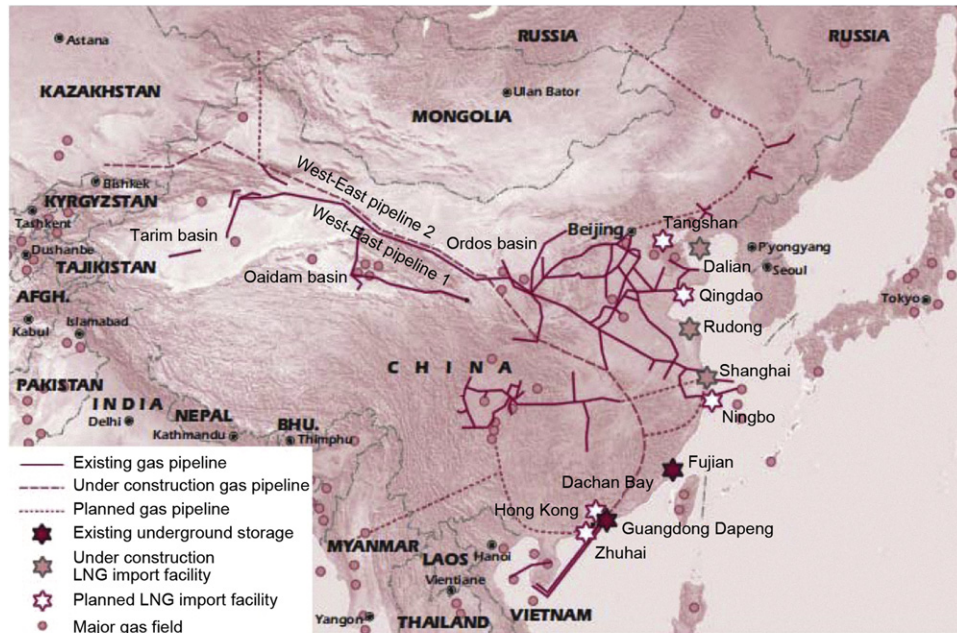 RUSSIA
RUSSIA
Astana
KAZAKHSTAN
Ulan Bator
MONGOLIA
Bishkek
KYRGYZSTAN
Tashkent
Dushanbe
TAJIKISTAN
Tarim basin
West-East pipeline 2
West-East pipeline 1
Ordos basin
Oaidam basin
Beijing
Tangshan
P'yongyang
Dalian
Seoul
Qingdao
Tokyo
Rudong
AFGH.
Kabul
Islamabad
CHINA
Shanghai
PAKISTAN
Ningbo
INDIA
NEPAL
BHU.
Delhi
Kathmandu
Thimphu
Existing gas pipeline
Under construction gas pipeline
Planned gas pipeline
Existing underground storage
Under construction
LNG import facility
Planned LNG import facility
Major gas field
Fujian
Dachan Bay
Hong Kong
Guangdong Dapeng
Zhuhai
MYANMAR
LAOS
Hanoi
Vientiane
VIETNAM
Yangon
THAILAND